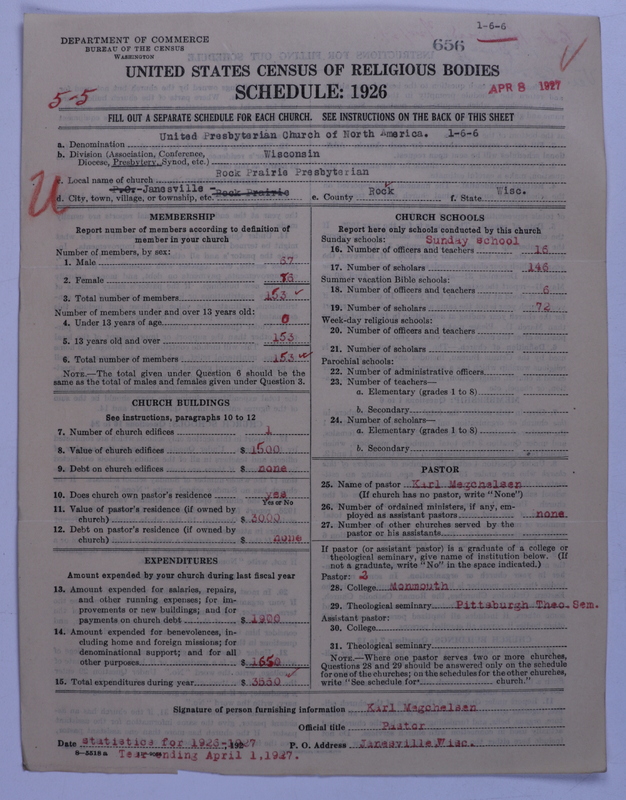 1-6-6
DEPARTMENT OF COMMERCE
BUREAU OF THE CENSUS
WASHINGTON
656
UNITED STATES CENSUS OF RELIGIOUS BODIES
SCHEDULE: 1926
APR 8 1927
5-5
FILL OUT A SEPARATE SCHEDULE FOR EACH CHURCH. SEE INSTRUCTIONS ON THE BACK OF THIS SHEET
a. Denomination United Presbyterian Church of North America. 1-6-6
b. Division (Association, Conference, Diocese, Presbytery, Synod, etc.) Wisconsin
c. Local name of church Rock Prairie Presbyterian
d. City, town, village, or township, etc. P.O. Janesville - Rock Prairie e. County Rock f. State Wisc.
MEMBERSHIP
Report number of members according to definition of
member in your church
Number of members, by sex:
1. Male 67
2. Female
3. Total number of members 153
Number of members under and over 13 years old:
4. Under 13 years of age 0
5. 13 years old and over 153
6. Total number of members 153
NOTE.—The total given under Question 6 should be the
same as the total of males and females given under Question 3.
CHURCH BUILDINGS
See instructions, paragraphs 10 to 12
7. Number of church edifices 1
8. Value of church edifices $ 1500
9. Debt on church edifices $ none
10. Does church own pastor's residence yes
Yes or No
11. Value of pastor's residence (if owned by
church) $ 3000
12. Debt on pastor's residence (if owned by
church) $ none
EXPENDITURES
Amount expended by your church during last fiscal year
13. Amount expended for salaries, repairs,
and other running expenses; for im-
provements or new buildings; and for
payments on church debt $ 1900
14. Amount expended for benevolences, in-
cluding home and foreign missions; for
denominational support; and for all
other purposes $ 1650
15. Total expenditures during year $ 3550
CHURCH SCHOOLS
Report here only schools conducted by this church
Sunday schools: Sunday school
16. Number of officers and teachers 16
17. Number of scholars 146
Summer vacation Bible schools:
18. Number of officers and teachers 6
19. Number of scholars 72
Week-day religious schools:
20. Number of officers and teachers
21. Number of scholars
Parochial schools:
22. Number of administrative officers
23. Number of teachers—
a. Elementary (grades 1 to 8)
b. Secondary
24. Number of scholars—
a. Elementary (grades 1 to 8)
b. Secondary
PASTOR
25. Name of pastor Karl Megchelsen
(If church has no pastor, write "None")
26. Number of ordained ministers, if any, em-
ployed as assistant pastors none
27. Number of other churches served by the
pastor or his assistants
If pastor (or assistant pastor) is a graduate of a college or
theological seminary, give name of institution below. (If
not a graduate, write "No" in the space indicated.)
Pastor: 2
28. College Monmouth
29. Theological seminary Pittsburgh Theo. Sem.
Assistant pastor:
30. College
31. Theological seminary
NOTE.—Where one pastor serves two or more churches,
Questions 28 and 29 should be answered only on the schedule
for one of the churches; on the schedules for the other churches,
write "See schedule for church."
Signature of person furnishing information Karl Megchelsen
Official title Pastor
Date statistics for 1926-1927 P. O. Address Janesville, Wisc.
8-5518 a Year ending April 1, 1927.